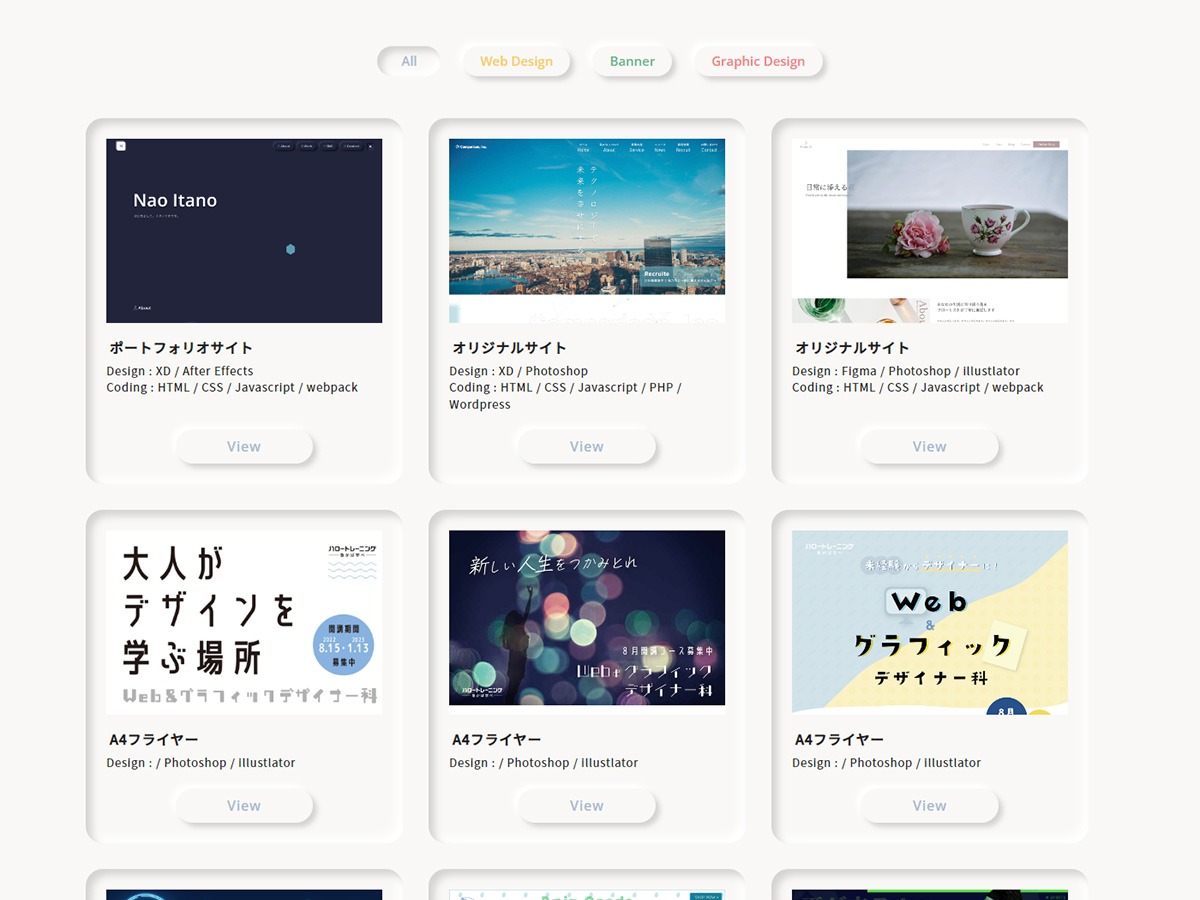 All
Web Design
Banner
Graphic Design
Nao Itano
About
ポートフォリオサイト
Design : XD / After Effects
Coding : HTML / CSS / Javascript / webpack
View
Home About Service News Recruit Contact
テクノロジーで
未来を幸せに
Recruite
オリジナルサイト
Design : XD / Photoshop
Coding : HTML / CSS / Javascript / PHP /
Wordpress
View
日常に添える
オリジナルサイト
Design : Figma / Photoshop / illustlator
Coding : HTML / CSS / Javascript / webpack
View
大人が
デザインを
学ぶ場所
ハロートレーニング
開講期間
2022 2023
8.15-1.13
募集中
Web&グラフィックデザイナー科
A4フライヤー
Design : / Photoshop / illustlator
View
新しい人生をつかみとれ
8月開講コース募集中
Web+グラフィック
デザイナー科
ハロートレーニング
A4フライヤー
Design : / Photoshop / illustlator
View
ハロートレーニング
未経験からデザイナーに!
Web
&
グラフィック
デザイナー科
8月
A4フライヤー
Design : / Photoshop / illustlator
View